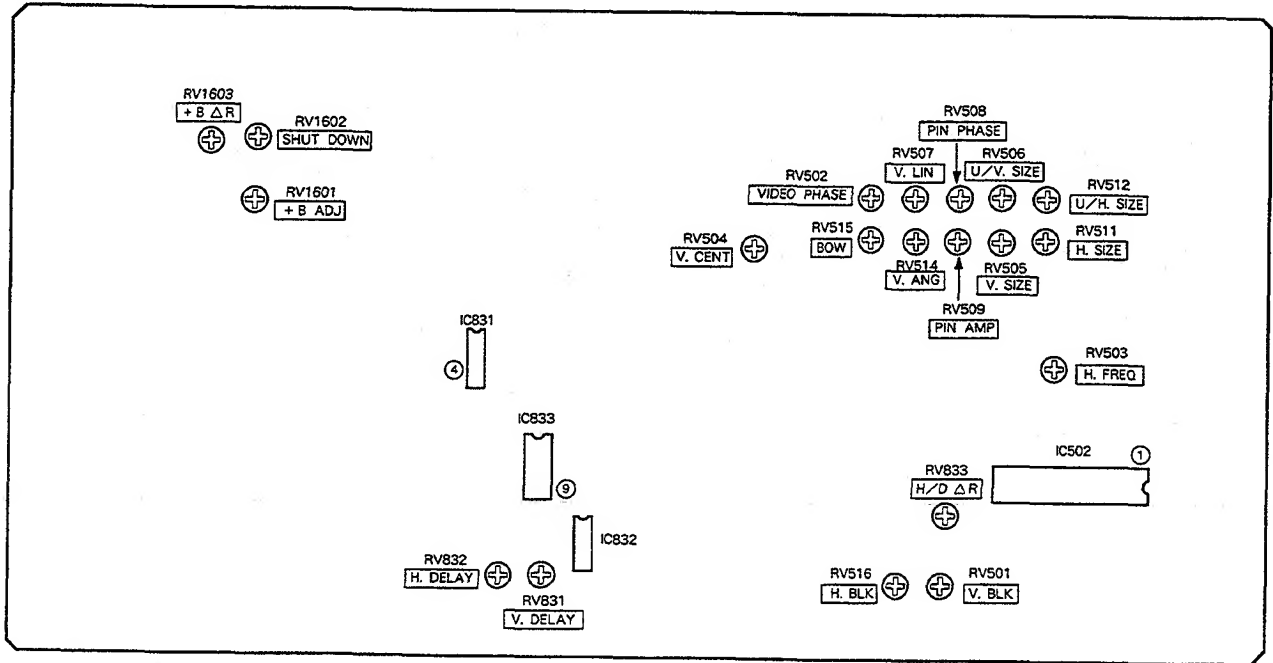 RV1603
+B △R
RV1602
SHUT DOWN
RV1601
+B ADJ
RV508
PIN PHASE
RV507
V. LIN
RV506
U/V. SIZE
RV502
VIDEO PHASE
RV512
U/H. SIZE
RV515
BOW
RV511
H. SIZE
RV504
V. CENT
RV514
V. ANG
RV505
V. SIZE
RV509
PIN AMP
IC831
4
RV503
H. FREQ
IC833
9
IC502
1
RV833
H/D △R
IC832
RV832
H. DELAY
RV831
V. DELAY
RV516
H. BLK
RV501
V. BLK